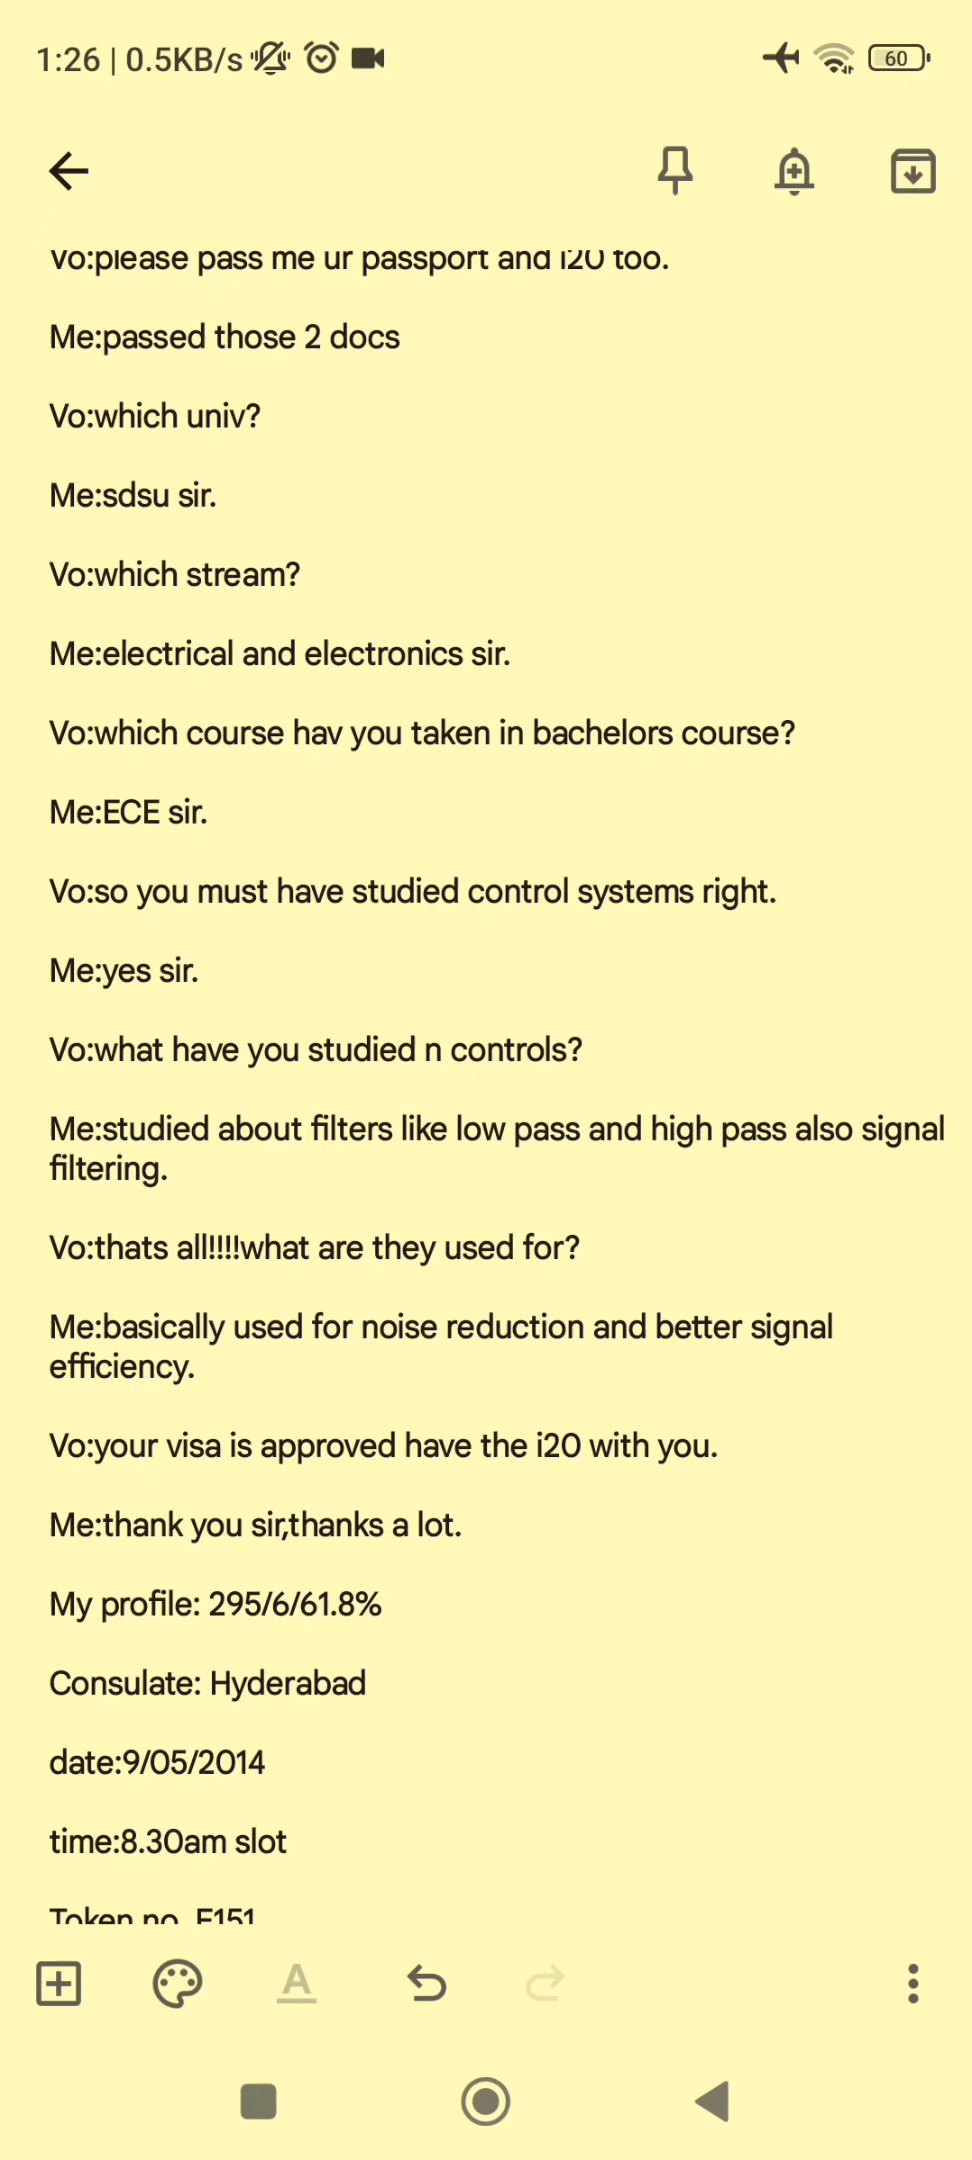 1:26 | 0.5KB/s
60
Vo:please pass me ur passport and i20 too.
Me:passed those 2 docs
Vo:which univ?
Me:sdsu sir.
Vo:which stream?
Me:electrical and electronics sir.
Vo:which course hav you taken in bachelors course?
Me:ECE sir.
Vo:so you must have studied control systems right.
Me:yes sir.
Vo:what have you studied n controls?
Me:studied about filters like low pass and high pass also signal
filtering.
Vo:thats all!!!!what are they used for?
Me:basically used for noise reduction and better signal
efficiency.
Vo:your visa is approved have the i20 with you.
Me:thank you sir,thanks a lot.
My profile: 295/6/61.8%
Consulate: Hyderabad
date:9/05/2014
time:8.30am slot
Token no. F151
A